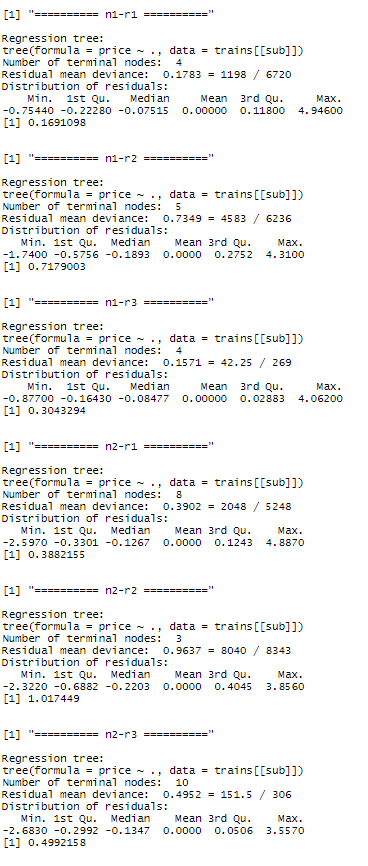 [1] "========== n1-r1 =========="
Regression tree:
tree(formula = price ~ ., data = trains[[sub]])
Number of terminal nodes:  4
Residual mean deviance:  0.1783 = 1198 / 6720
Distribution of residuals:
    Min.  1st Qu.   Median     Mean  3rd Qu.     Max.
-0.75440 -0.22280 -0.07515  0.00000  0.11800  4.94600
[1] 0.1691098
[1] "========== n1-r2 =========="
Regression tree:
tree(formula = price ~ ., data = trains[[sub]])
Number of terminal nodes:  5
Residual mean deviance:  0.7349 = 4583 / 6236
Distribution of residuals:
   Min. 1st Qu.  Median    Mean 3rd Qu.    Max.
-1.7400 -0.5756 -0.1893  0.0000  0.2752  4.3100
[1] 0.7179003
[1] "========== n1-r3 =========="
Regression tree:
tree(formula = price ~ ., data = trains[[sub]])
Number of terminal nodes:  4
Residual mean deviance:  0.1571 = 42.25 / 269
Distribution of residuals:
    Min.  1st Qu.   Median     Mean  3rd Qu.     Max.
-0.87700 -0.16430 -0.08477  0.00000  0.02883  4.06200
[1] 0.3043294
[1] "========== n2-r1 =========="
Regression tree:
tree(formula = price ~ ., data = trains[[sub]])
Number of terminal nodes:  8
Residual mean deviance:  0.3902 = 2048 / 5248
Distribution of residuals:
   Min. 1st Qu.  Median    Mean 3rd Qu.    Max.
-2.5970 -0.3301 -0.1267  0.0000  0.1243  4.8870
[1] 0.3882155
[1] "========== n2-r2 =========="
Regression tree:
tree(formula = price ~ ., data = trains[[sub]])
Number of terminal nodes:  3
Residual mean deviance:  0.9637 = 8040 / 8343
Distribution of residuals:
   Min. 1st Qu.  Median    Mean 3rd Qu.    Max.
-2.3220 -0.6882 -0.2203  0.0000  0.4045  3.8560
[1] 1.017449
[1] "========== n2-r3 =========="
Regression tree:
tree(formula = price ~ ., data = trains[[sub]])
Number of terminal nodes:  10
Residual mean deviance:  0.4952 = 151.5 / 306
Distribution of residuals:
   Min. 1st Qu.  Median    Mean 3rd Qu.    Max.
-2.6830 -0.2992 -0.1347  0.0000  0.0506  3.5570
[1] 0.4992158